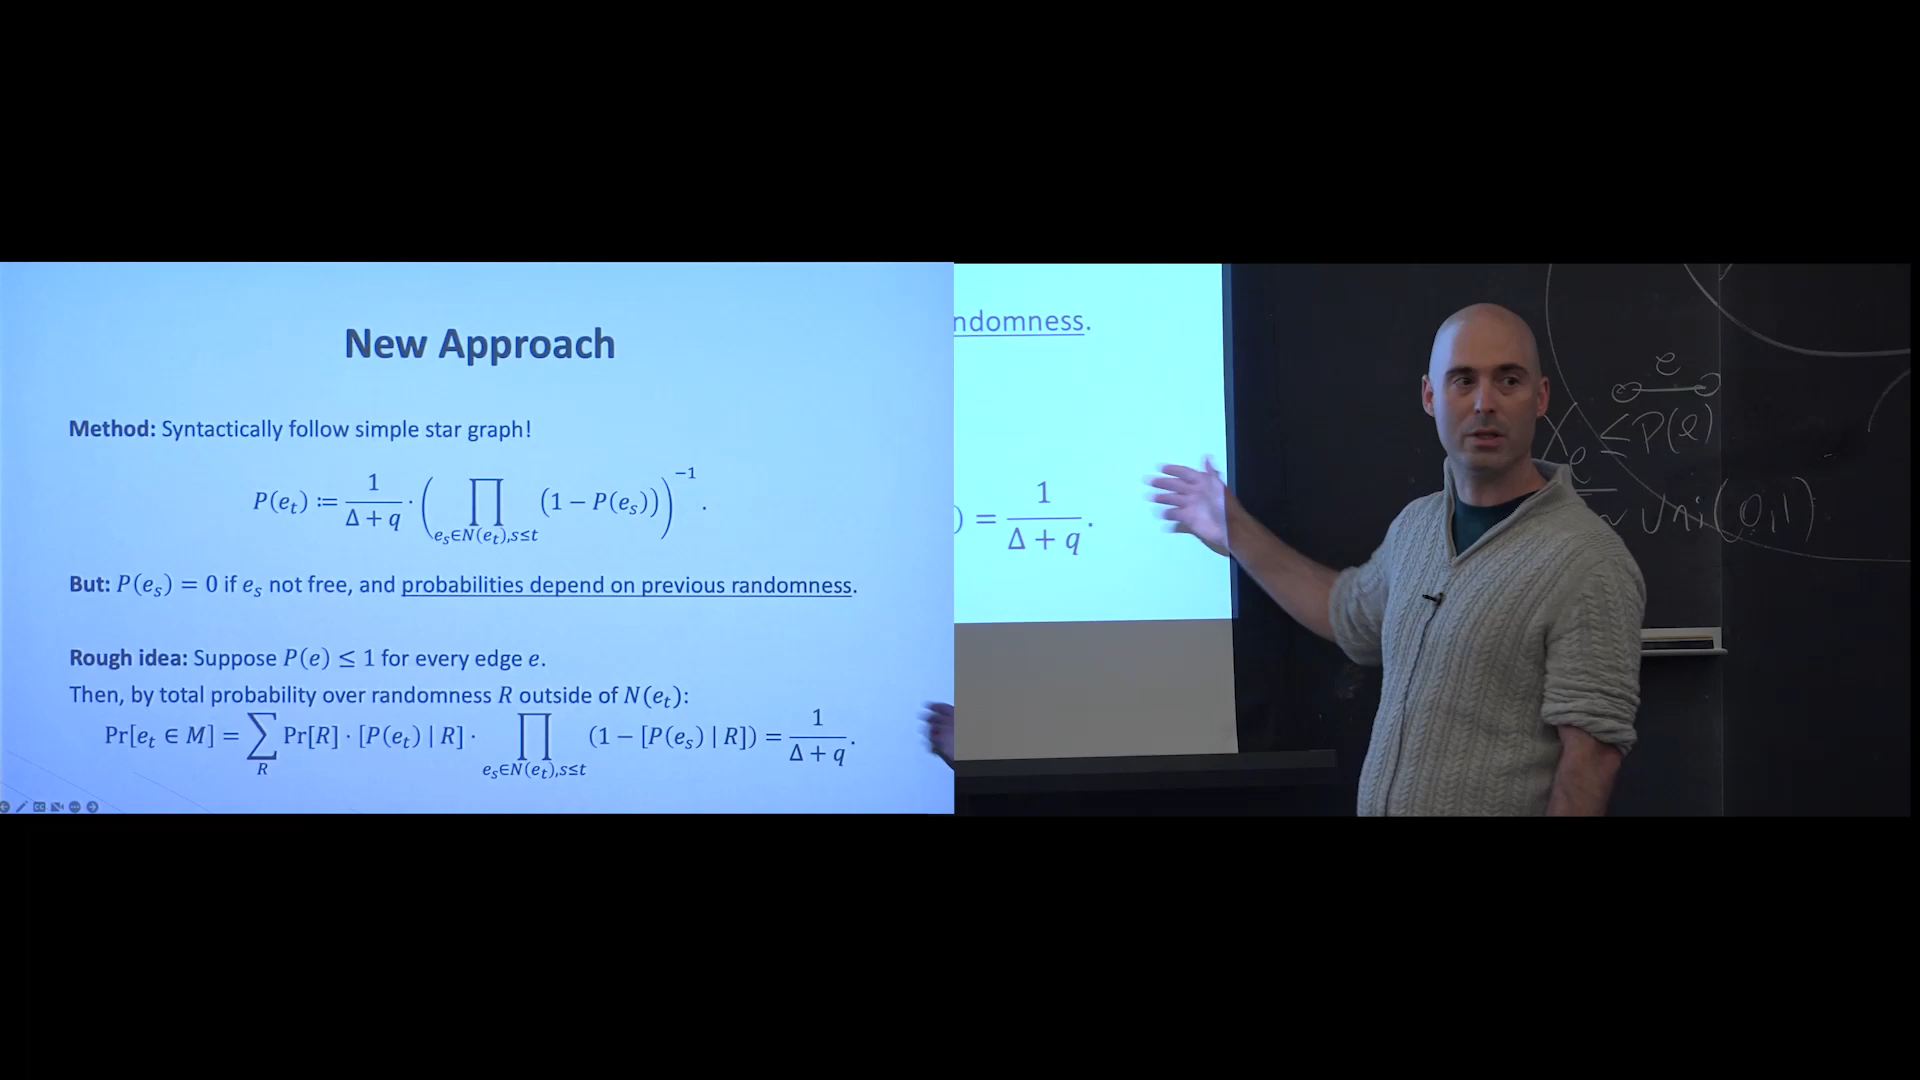 New Approach
Method: Syntactically follow simple star graph!
P(e_t) ≔ 1/(Δ + q) · (∏_{e_s∈N(e_t),s≤t} (1 − P(e_s)))^{−1}.
But: P(e_s) = 0 if e_s not free, and probabilities depend on previous randomness.
Rough idea: Suppose P(e) ≤ 1 for every edge e.
Then, by total probability over randomness R outside of N(e_t):
Pr[e_t ∈ M] = ∑_R Pr[R] · [P(e_t) | R] · ∏_{e_s∈N(e_t),s≤t} (1 − [P(e_s) | R]) = 1/(Δ + q).
ndomness.
) = 1/(Δ + q).
e
X_e ≤ P(e)
~ Uni(0,1)